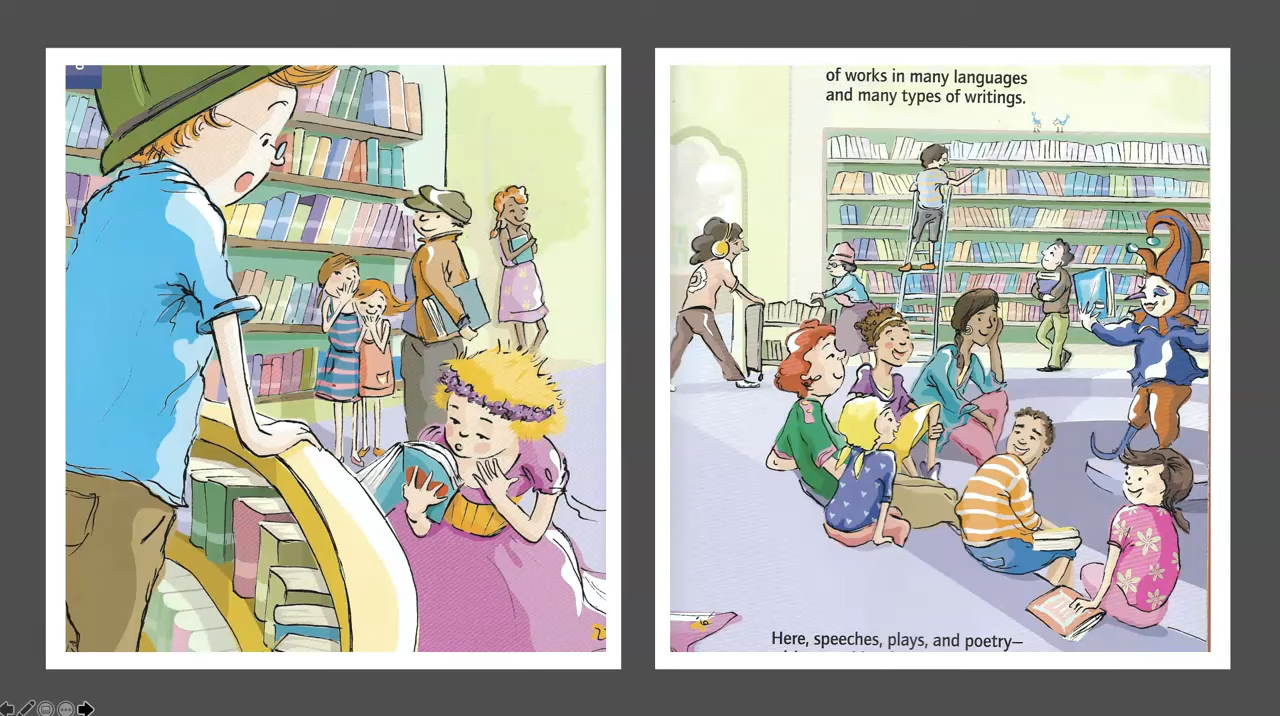 of works in many languages
and many types of writings.
Here, speeches, plays, and poetry—